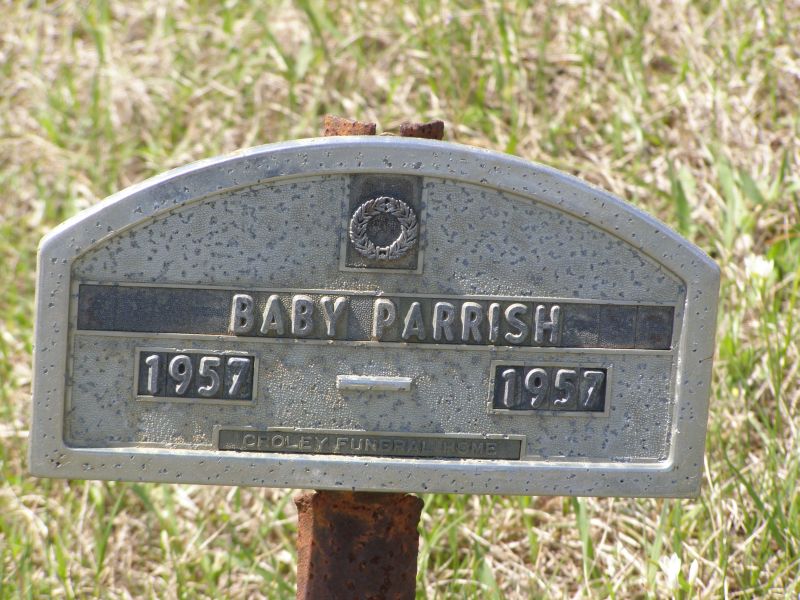 BABY PARRISH
1957 — 1957
CROLEY FUNERAL HOME